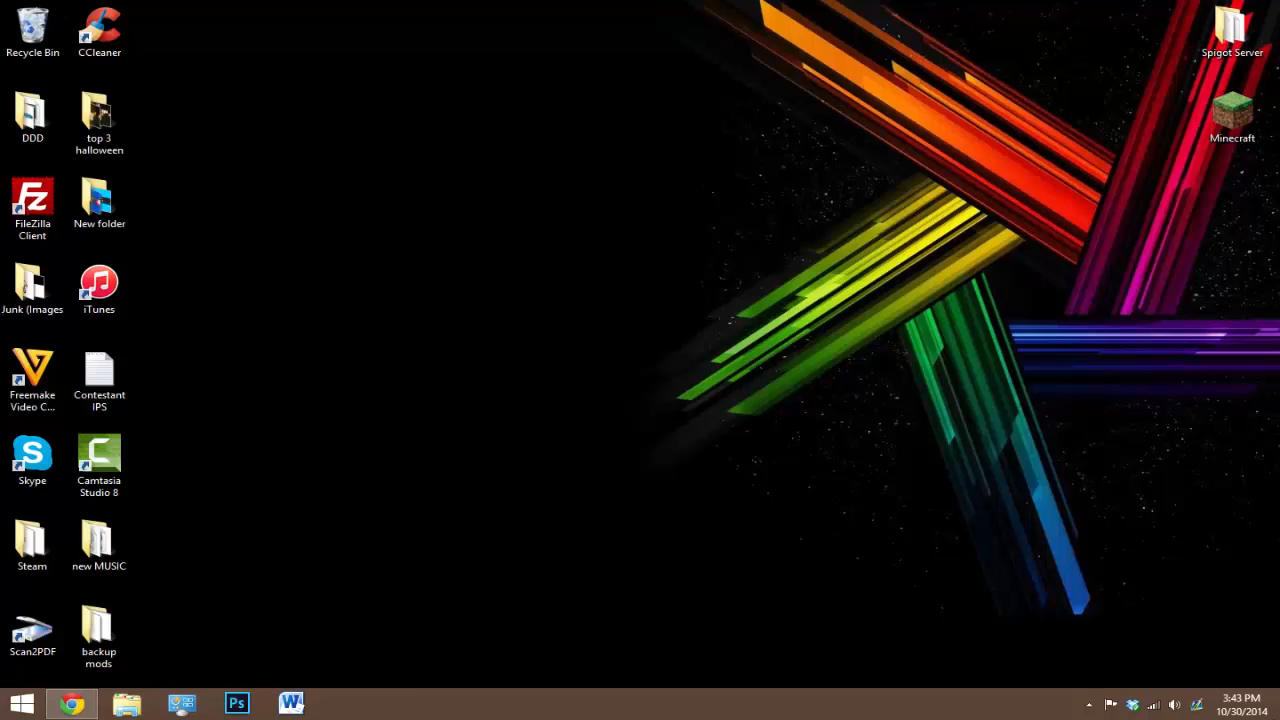 Recycle Bin
CCleaner
DDD
top 3
halloween
FileZilla
Client
New folder
Junk (Images
iTunes
Freemake
Video C...
Contestant
IPS
Skype
Camtasia
Studio 8
Steam
new MUSIC
Scan2PDF
backup
mods
Spigot Server
Minecraft
Ps
3:43 PM
10/30/2014